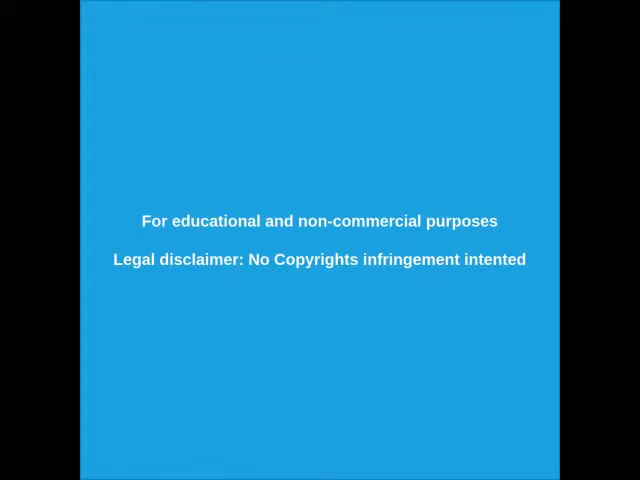 For educational and non-commercial purposes
Legal disclaimer: No Copyrights infringement intented